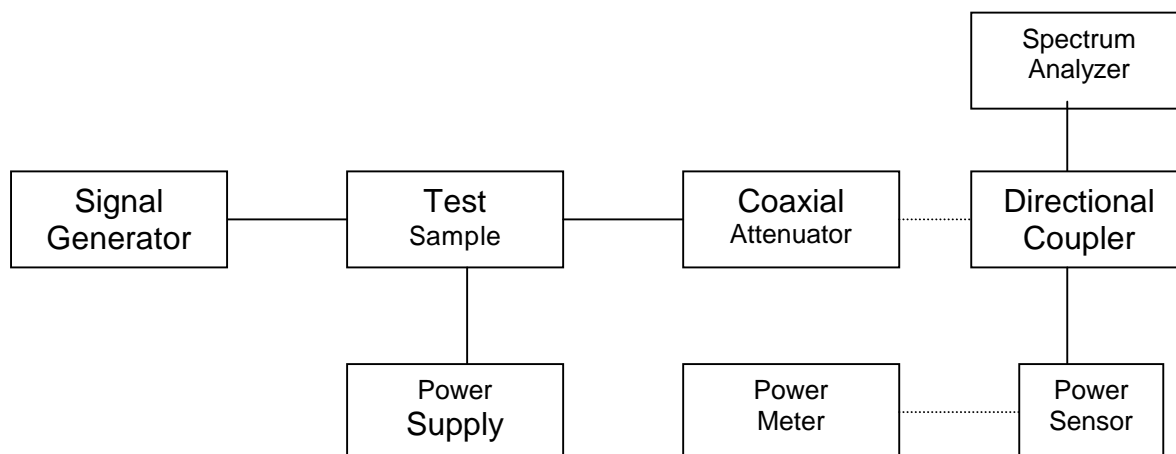 Spectrum
Analyzer
Signal
Generator
Test
Sample
Coaxial
Attenuator
Directional
Coupler
Power
Supply
Power
Meter
Power
Sensor